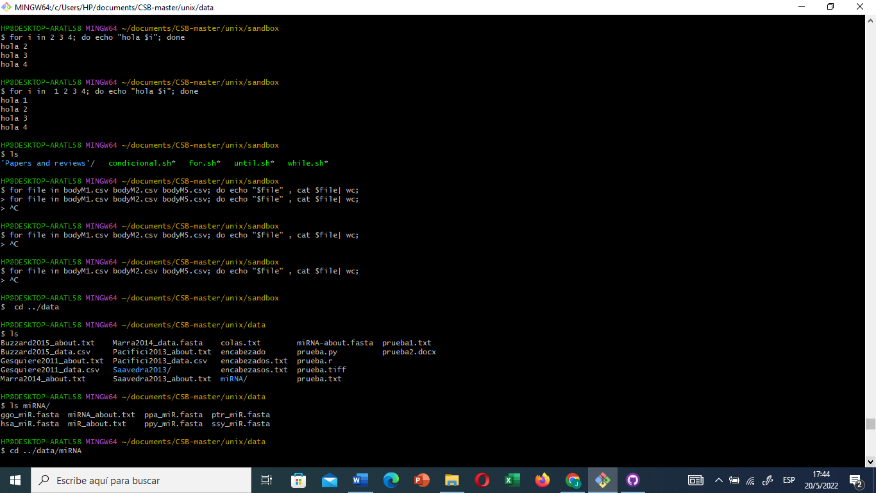 MINGW64:/c/Users/HP/documents/CSB-master/unix/data
HP@DESKTOP-ARATL58 MINGW64 ~/documents/CSB-master/unix/sandbox
$ for i in 2 3 4; do echo "hola $i"; done
hola 2
hola 3
hola 4
HP@DESKTOP-ARATL58 MINGW64 ~/documents/CSB-master/unix/sandbox
$ for i in  1 2 3 4; do echo "hola $i"; done
hola 1
hola 2
hola 3
hola 4
HP@DESKTOP-ARATL58 MINGW64 ~/documents/CSB-master/unix/sandbox
$ ls
'Papers and reviews'/   condicional.sh*   for.sh*   until.sh*   while.sh*
HP@DESKTOP-ARATL58 MINGW64 ~/documents/CSB-master/unix/sandbox
$ for file in bodyM1.csv bodyM2.csv bodyM5.csv; do echo "$file" , cat $file| wc;
> for file in bodyM1.csv bodyM2.csv bodyM5.csv; do echo "$file" , cat $file| wc;
> ^C
HP@DESKTOP-ARATL58 MINGW64 ~/documents/CSB-master/unix/sandbox
$ for file in bodyM1.csv bodyM2.csv bodyM5.csv; do echo "$file" , cat $file| wc;
> ^C
HP@DESKTOP-ARATL58 MINGW64 ~/documents/CSB-master/unix/sandbox
$ for file in bodyM1.csv bodyM2.csv bodyM5.csv; do echo "$file" , cat $file| wc;
> ^C
HP@DESKTOP-ARATL58 MINGW64 ~/documents/CSB-master/unix/sandbox
$  cd ../data
HP@DESKTOP-ARATL58 MINGW64 ~/documents/CSB-master/unix/data
$ ls
Buzzard2015_about.txt    Marra2014_data.fasta    colas.txt    miRNA-about.fasta  prueba1.txt
Buzzard2015_data.csv     Pacifici2013_about.txt  encabezado   prueba.py          prueba2.docx
Gesquiere2011_about.txt  Pacifici2013_data.csv   encabezados.txt  prueba.r
Gesquiere2011_data.csv   Saavedra2013/           encabezasos.txt  prueba.tiff
Marra2014_about.txt      Saavedra2013_about.txt  miRNA/       prueba.txt
HP@DESKTOP-ARATL58 MINGW64 ~/documents/CSB-master/unix/data
$ ls miRNA/
ggo_miR.fasta  miRNA_about.txt  ppa_miR.fasta  ptr_miR.fasta
hsa_miR.fasta  miR_about.txt    ppy_miR.fasta  ssy_miR.fasta
HP@DESKTOP-ARATL58 MINGW64 ~/documents/CSB-master/unix/data
$ cd ../data/miRNA
Escribe aquí para buscar
ESP
17:44
20/5/2022
2